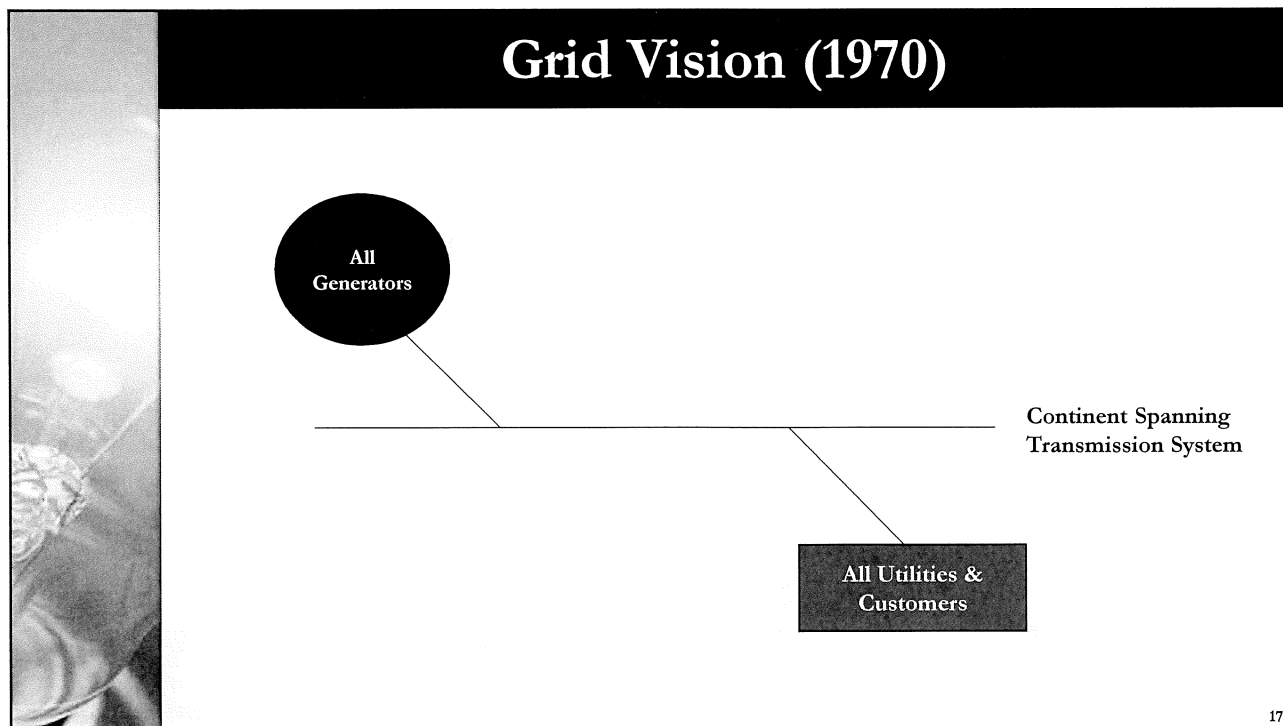 Grid Vision (1970)
All
Generators
Continent Spanning
Transmission System
All Utilities &
Customers
17